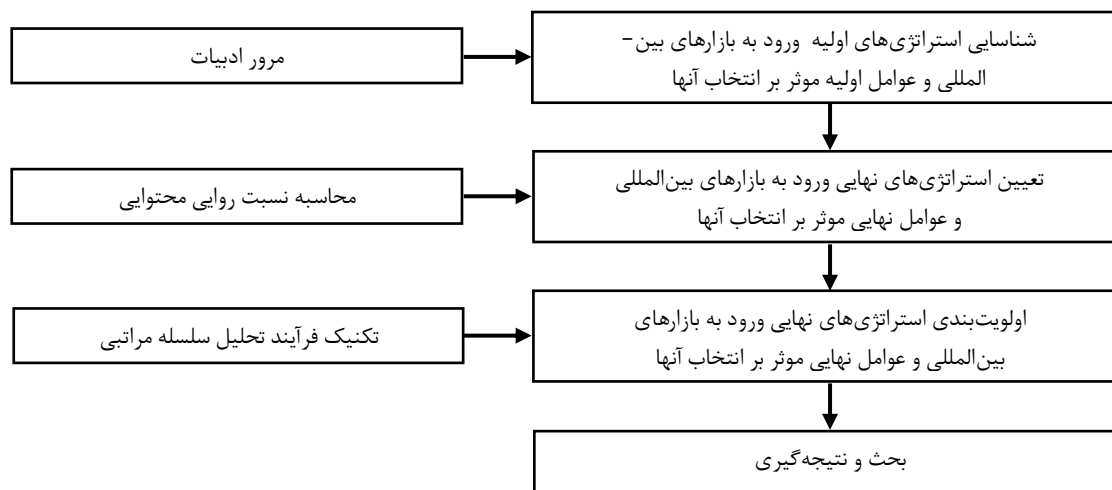 شناسایی استراتژی‌های اولیه ورود به بازارهای بین-
المللی و عوامل اولیه موثر بر انتخاب آنها
مرور ادبیات
تعیین استراتژی‌های نهایی ورود به بازارهای بین‌المللی
و عوامل نهایی موثر بر انتخاب آنها
محاسبه نسبت روایی محتوایی
اولویت‌بندی استراتژی‌های نهایی ورود به بازارهای
بین‌المللی و عوامل نهایی موثر بر انتخاب آنها
تکنیک فرآیند تحلیل سلسله مراتبی
بحث و نتیجه‌گیری